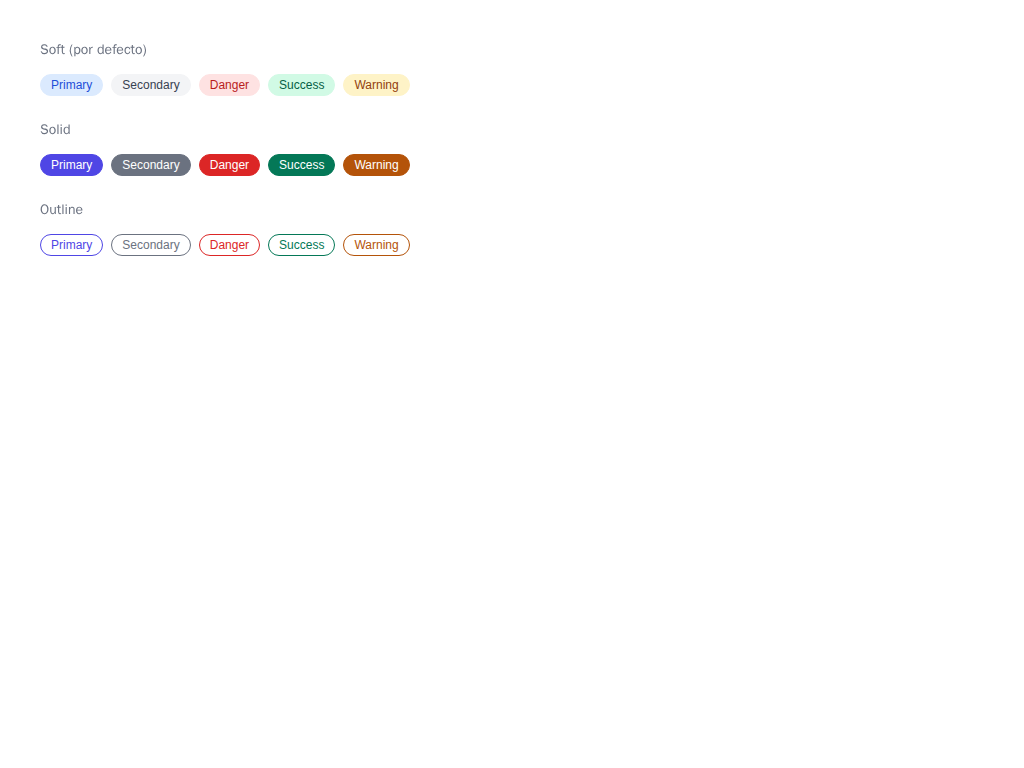 Soft (por defecto)
Primary Secondary Danger Success Warning
Solid
Primary Secondary Danger Success Warning
Outline
Primary Secondary Danger Success Warning